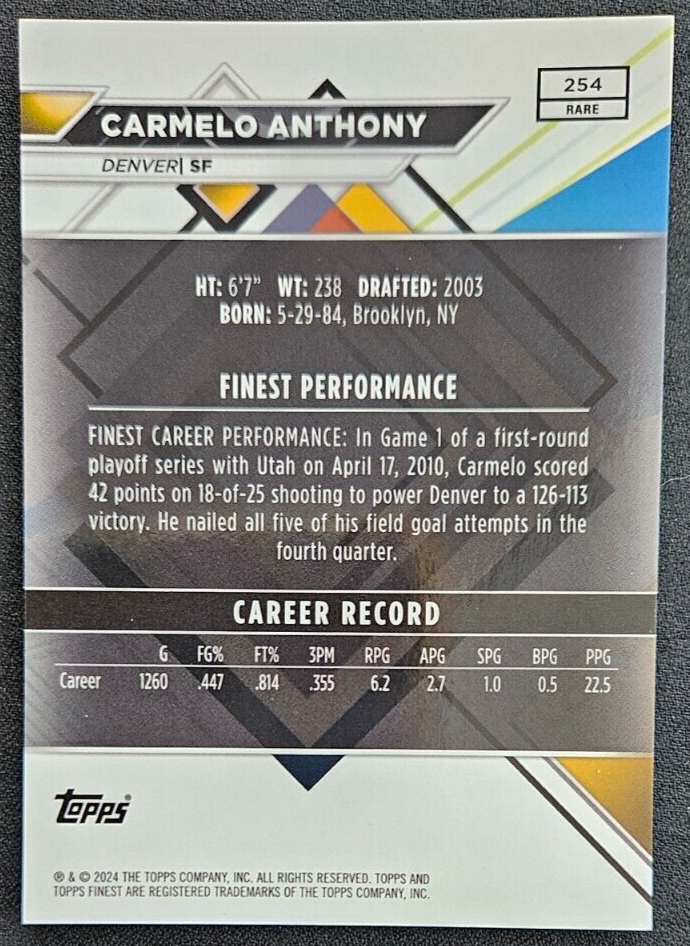 254
RARE
CARMELO ANTHONY
DENVER| SF
HT: 6'7" WT: 238 DRAFTED: 2003
BORN: 5-29-84, Brooklyn, NY
FINEST PERFORMANCE
FINEST CAREER PERFORMANCE: In Game 1 of a first-round
playoff series with Utah on April 17, 2010, Carmelo scored
42 points on 18-of-25 shooting to power Denver to a 126-113
victory. He nailed all five of his field goal attempts in the
fourth quarter.
CAREER RECORD
G FG% FT% 3PM RPG APG SPG BPG PPG
Career 1260 .447 .814 .355 6.2 2.7 1.0 0.5 22.5
topps®
® & © 2024 THE TOPPS COMPANY, INC. ALL RIGHTS RESERVED. TOPPS AND
TOPPS FINEST ARE REGISTERED TRADEMARKS OF THE TOPPS COMPANY, INC.